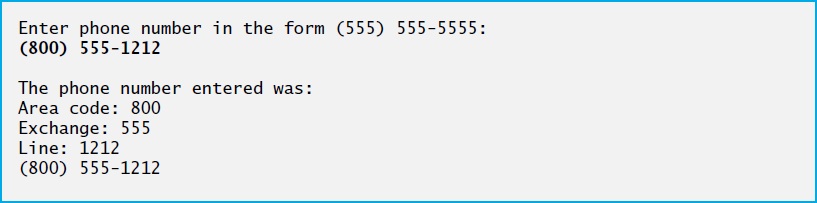 Enter phone number in the form (555) 555-5555:
(800) 555-1212
The phone number entered was:
Area code: 800
Exchange: 555
Line: 1212
(800) 555-1212